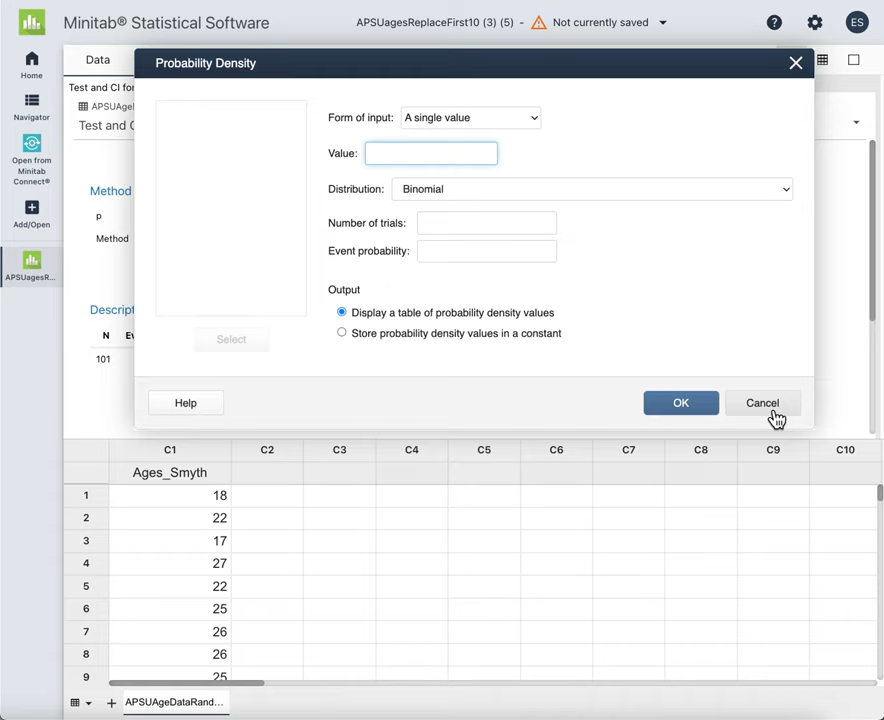 Minitab® Statistical Software
APSUagesReplaceFirst10 (3) (5) - Not currently saved
ES
Home
Navigator
Open from
Minitab
Connect®
Add/Open
APSUagesR...
Data
Test and CI for
APSUAgeI
Test and C
Method
p
Method
Descript
N Ev
101
Probability Density
Form of input: A single value
Value:
Distribution: Binomial
Number of trials:
Event probability:
Output
Display a table of probability density values
Store probability density values in a constant
Select
Help
OK
Cancel
C1 C2 C3 C4 C5 C6 C7 C8 C9 C10
Ages_Smyth
1 18
2 22
3 17
4 27
5 22
6 25
7 26
8 26
9 25
+ APSUAgeDataRand...